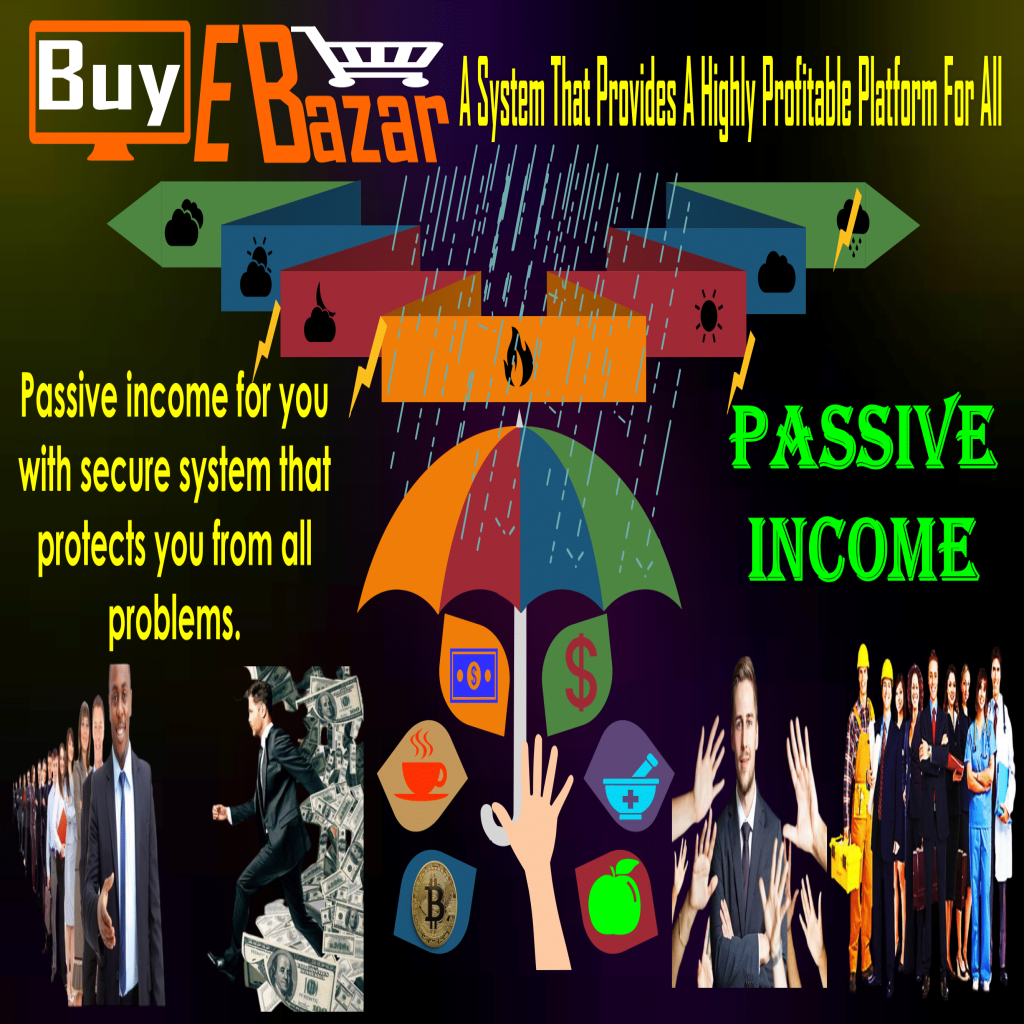 Buy E Bazar
A System That Provides A Highly Profitable Platform For All
Passive income for you
with secure system that
protects you from all
problems.
PASSIVE
INCOME